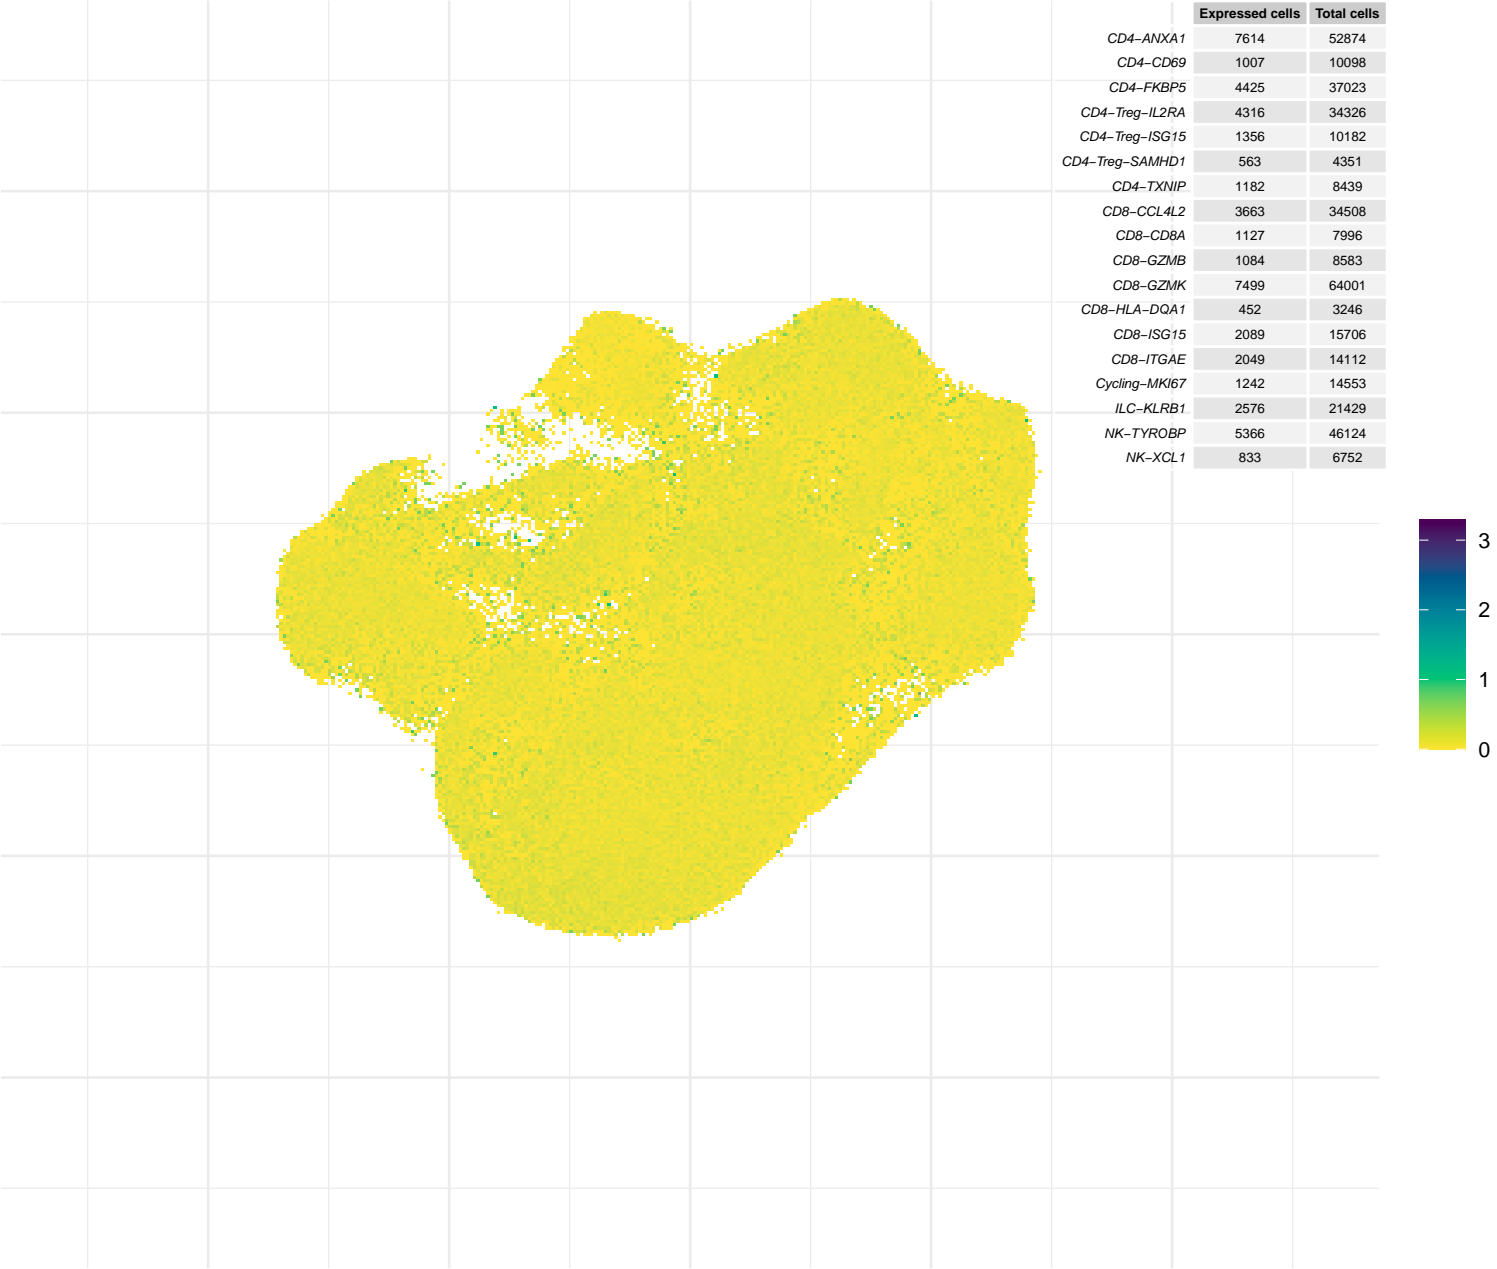 Expressed cells Total cells
CD4−ANXA1 7614 52874
CD4−CD69 1007 10098
CD4−FKBP5 4425 37023
CD4−Treg−IL2RA 4316 34326
CD4−Treg−ISG15 1356 10182
CD4−Treg−SAMHD1 563 4351
CD4−TXNIP 1182 8439
CD8−CCL4L2 3663 34508
CD8−CD8A 1127 7996
CD8−GZMB 1084 8583
CD8−GZMK 7499 64001
CD8−HLA−DQA1 452 3246
CD8−ISG15 2089 15706
CD8−ITGAE 2049 14112
Cycling−MKI67 1242 14553
ILC−KLRB1 2576 21429
NK−TYROBP 5366 46124
NK−XCL1 833 6752
3
2
1
0